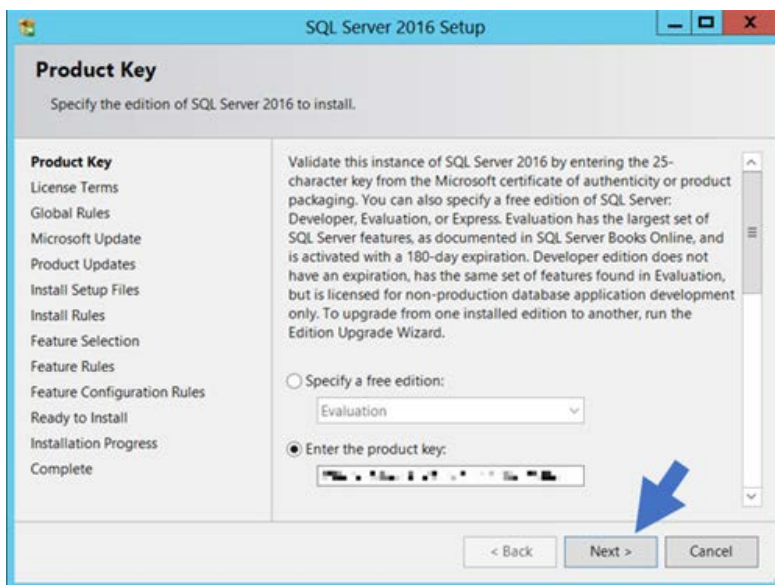 SQL Server 2016 Setup
Product Key
Specify the edition of SQL Server 2016 to install.
Product Key
License Terms
Global Rules
Microsoft Update
Product Updates
Install Setup Files
Install Rules
Feature Selection
Feature Rules
Feature Configuration Rules
Ready to Install
Installation Progress
Complete
Validate this instance of SQL Server 2016 by entering the 25-
character key from the Microsoft certificate of authenticity or product
packaging. You can also specify a free edition of SQL Server:
Developer, Evaluation, or Express. Evaluation has the largest set of
SQL Server features, as documented in SQL Server Books Online, and
is activated with a 180-day expiration. Developer edition does not
have an expiration, has the same set of features found in Evaluation,
but is licensed for non-production database application development
only. To upgrade from one installed edition to another, run the
Edition Upgrade Wizard.
Specify a free edition:
Evaluation
Enter the product key:
< Back
Next >
Cancel